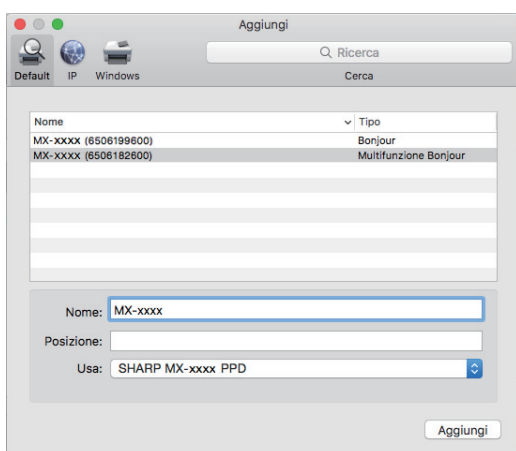 Aggiungi
Ricerca
Default IP Windows Cerca
Nome Tipo
MX-xxxx (6506199600) Bonjour
MX-xxxx (6506182600) Multifunzione Bonjour
Nome: MX-xxxx
Posizione:
Usa: SHARP MX-xxxx PPD
Aggiungi